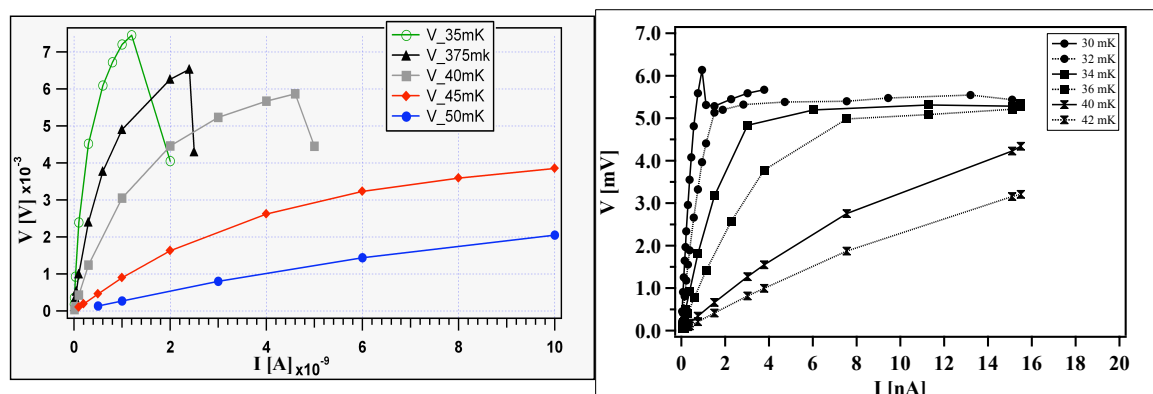 V_35mK
V_375mk
V_40mK
V_45mK
V_50mK
V [V] x10⁻³
7
6
5
4
3
2
1
0
0
2
4
6
8
10
I [A] x10⁻⁹
30 mK
32 mK
34 mK
36 mK
40 mK
42 mK
V [mV]
7.0
6.0
5.0
4.0
3.0
2.0
1.0
0.0
0
2
4
6
8
10
12
14
16
18
20
I [nA]